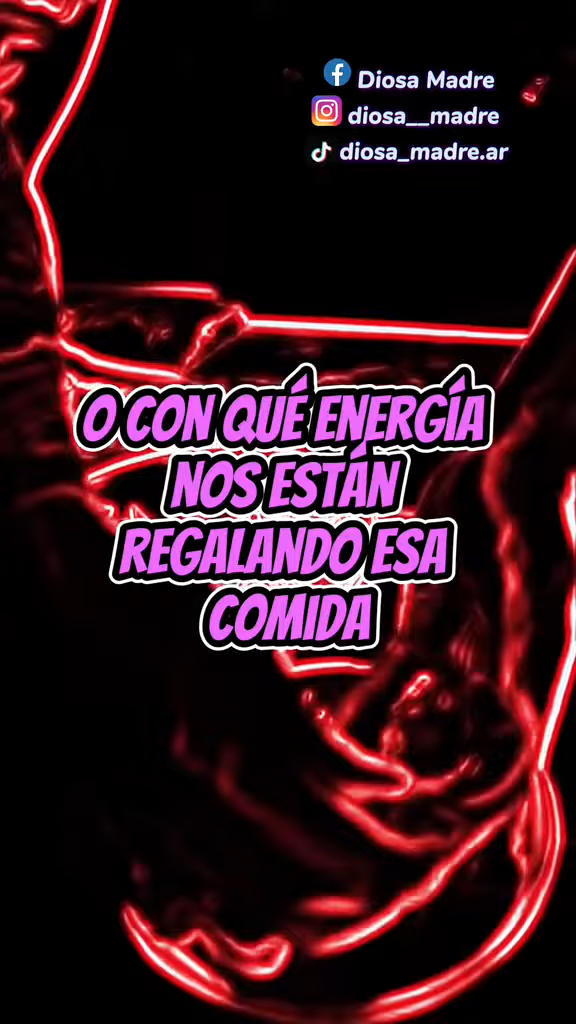 Diosa Madre
diosa__madre
diosa_madre.ar
O CON QUÉ ENERGÍA
NOS ESTÁN
REGALANDO ESA
COMIDA